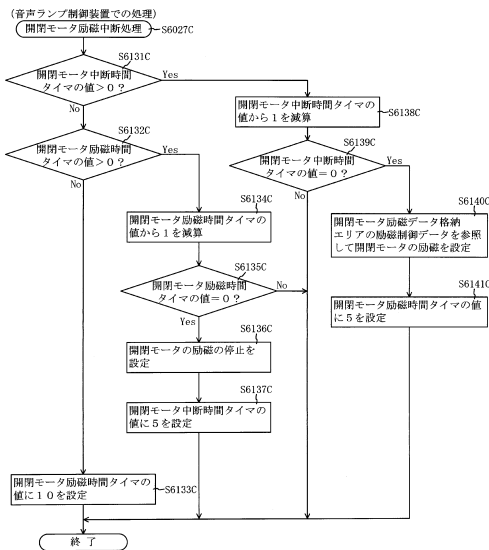 （音声ランプ制御装置での処理）
開閉モータ励磁中断処理
S6027C
S6131C
開閉モータ中断時間
タイマの値＞０？
Yes
No
S6132C
開閉モータ励磁時間
タイマの値＞０？
Yes
No
S6138C
開閉モータ中断時間タイマの
値から１を減算
S6139C
開閉モータ中断時間
タイマの値＝０？
Yes
No
S6134C
開閉モータ励磁時間タイマの
値から１を減算
S6135C
開閉モータ励磁時間
タイマの値＝０？
No
Yes
S6140C
開閉モータ励磁データ格納
エリアの励磁制御データを参照
して開閉モータの励磁を設定
S6141C
開閉モータ励磁時間タイマの値
に５を設定
S6136C
開閉モータの励磁の停止を
設定
S6137C
開閉モータ中断時間タイマの
値に５を設定
開閉モータ励磁時間タイマの
値に１０を設定
S6133C
終了